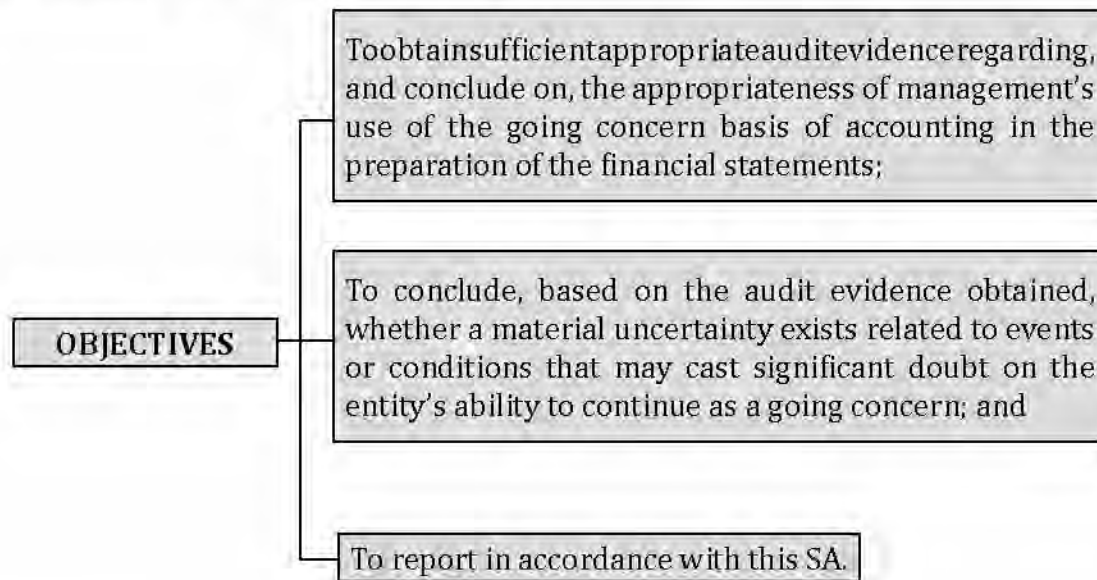 Toobtainsufficientappropriateauditevidenceregarding,
and conclude on, the appropriateness of management's
use of the going concern basis of accounting in the
preparation of the financial statements;
To conclude, based on the audit evidence obtained,
whether a material uncertainty exists related to events
or conditions that may cast significant doubt on the
entity's ability to continue as a going concern; and
OBJECTIVES
To report in accordance with this SA.